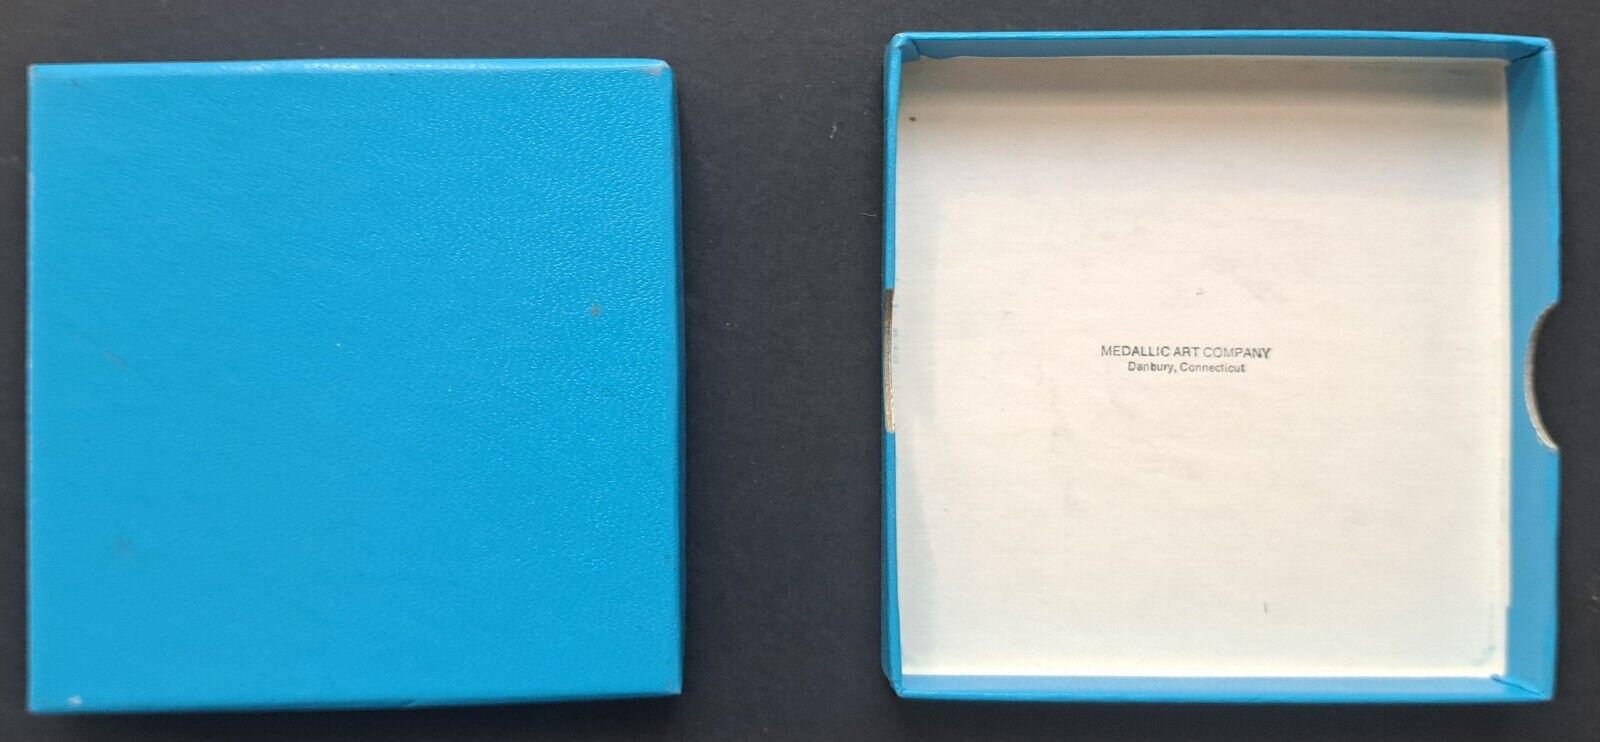 MEDALLIC ART COMPANY
Danbury, Connecticut